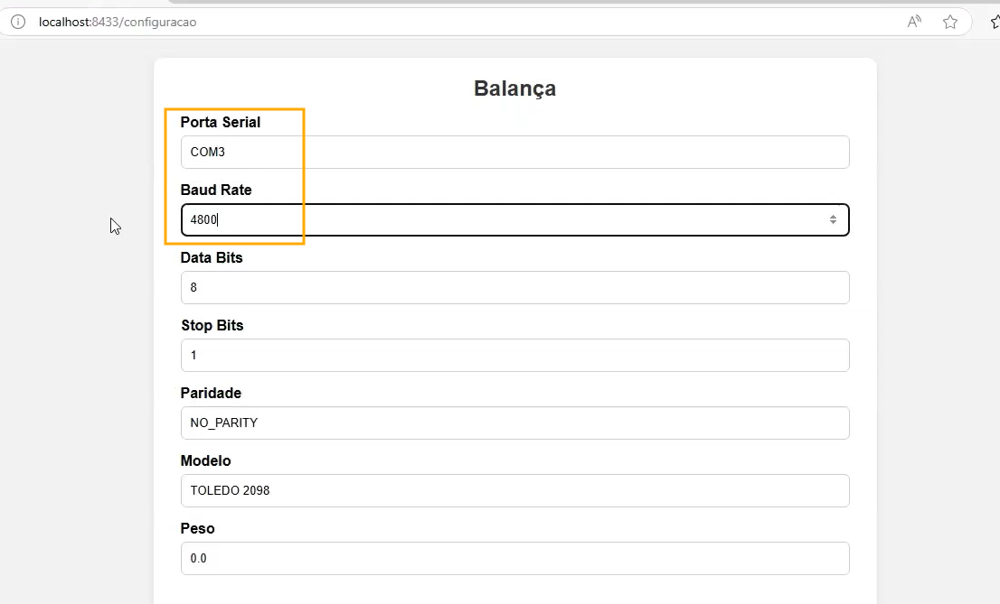 localhost:8433/configuracao
Balança
Porta Serial
COM3
Baud Rate
4800
Data Bits
8
Stop Bits
1
Paridade
NO_PARITY
Modelo
TOLEDO 2098
Peso
0.0